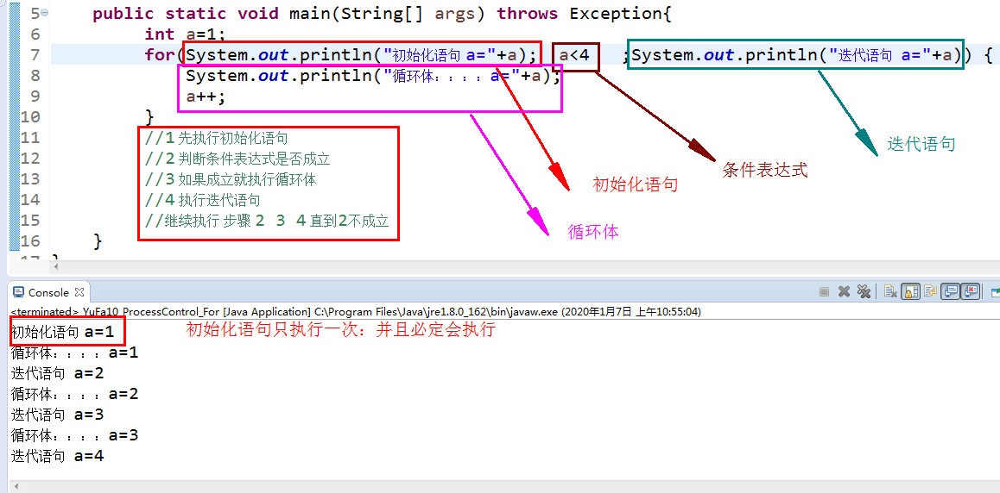 5 public static void main(String[] args) throws Exception{
6 int a=1;
7 for(System.out.println("初始化语句 a="+a); a<4 ;System.out.println("迭代语句 a="+a)) {
8 System.out.println("循环体：：：：a="+a);
9 a++;
10 }
11 //1 先执行初始化语句
12 //2 判断条件表达式是否成立
13 //3 如果成立就执行循环体
14 //4 执行迭代语句
15 //继续执行 步骤 2 3 4 直到2不成立
16 }
迭代语句
条件表达式
初始化语句
循环体
Console
<terminated> YuFa10_ProcessControl_For [Java Application] C:\Program Files\Java\jre1.8.0_162\bin\javaw.exe (2020年1月7日 上午10:55:04)
初始化语句 a=1
初始化语句只执行一次：并且必定会执行
循环体：：：：a=1
迭代语句 a=2
循环体：：：：a=2
迭代语句 a=3
循环体：：：：a=3
迭代语句 a=4